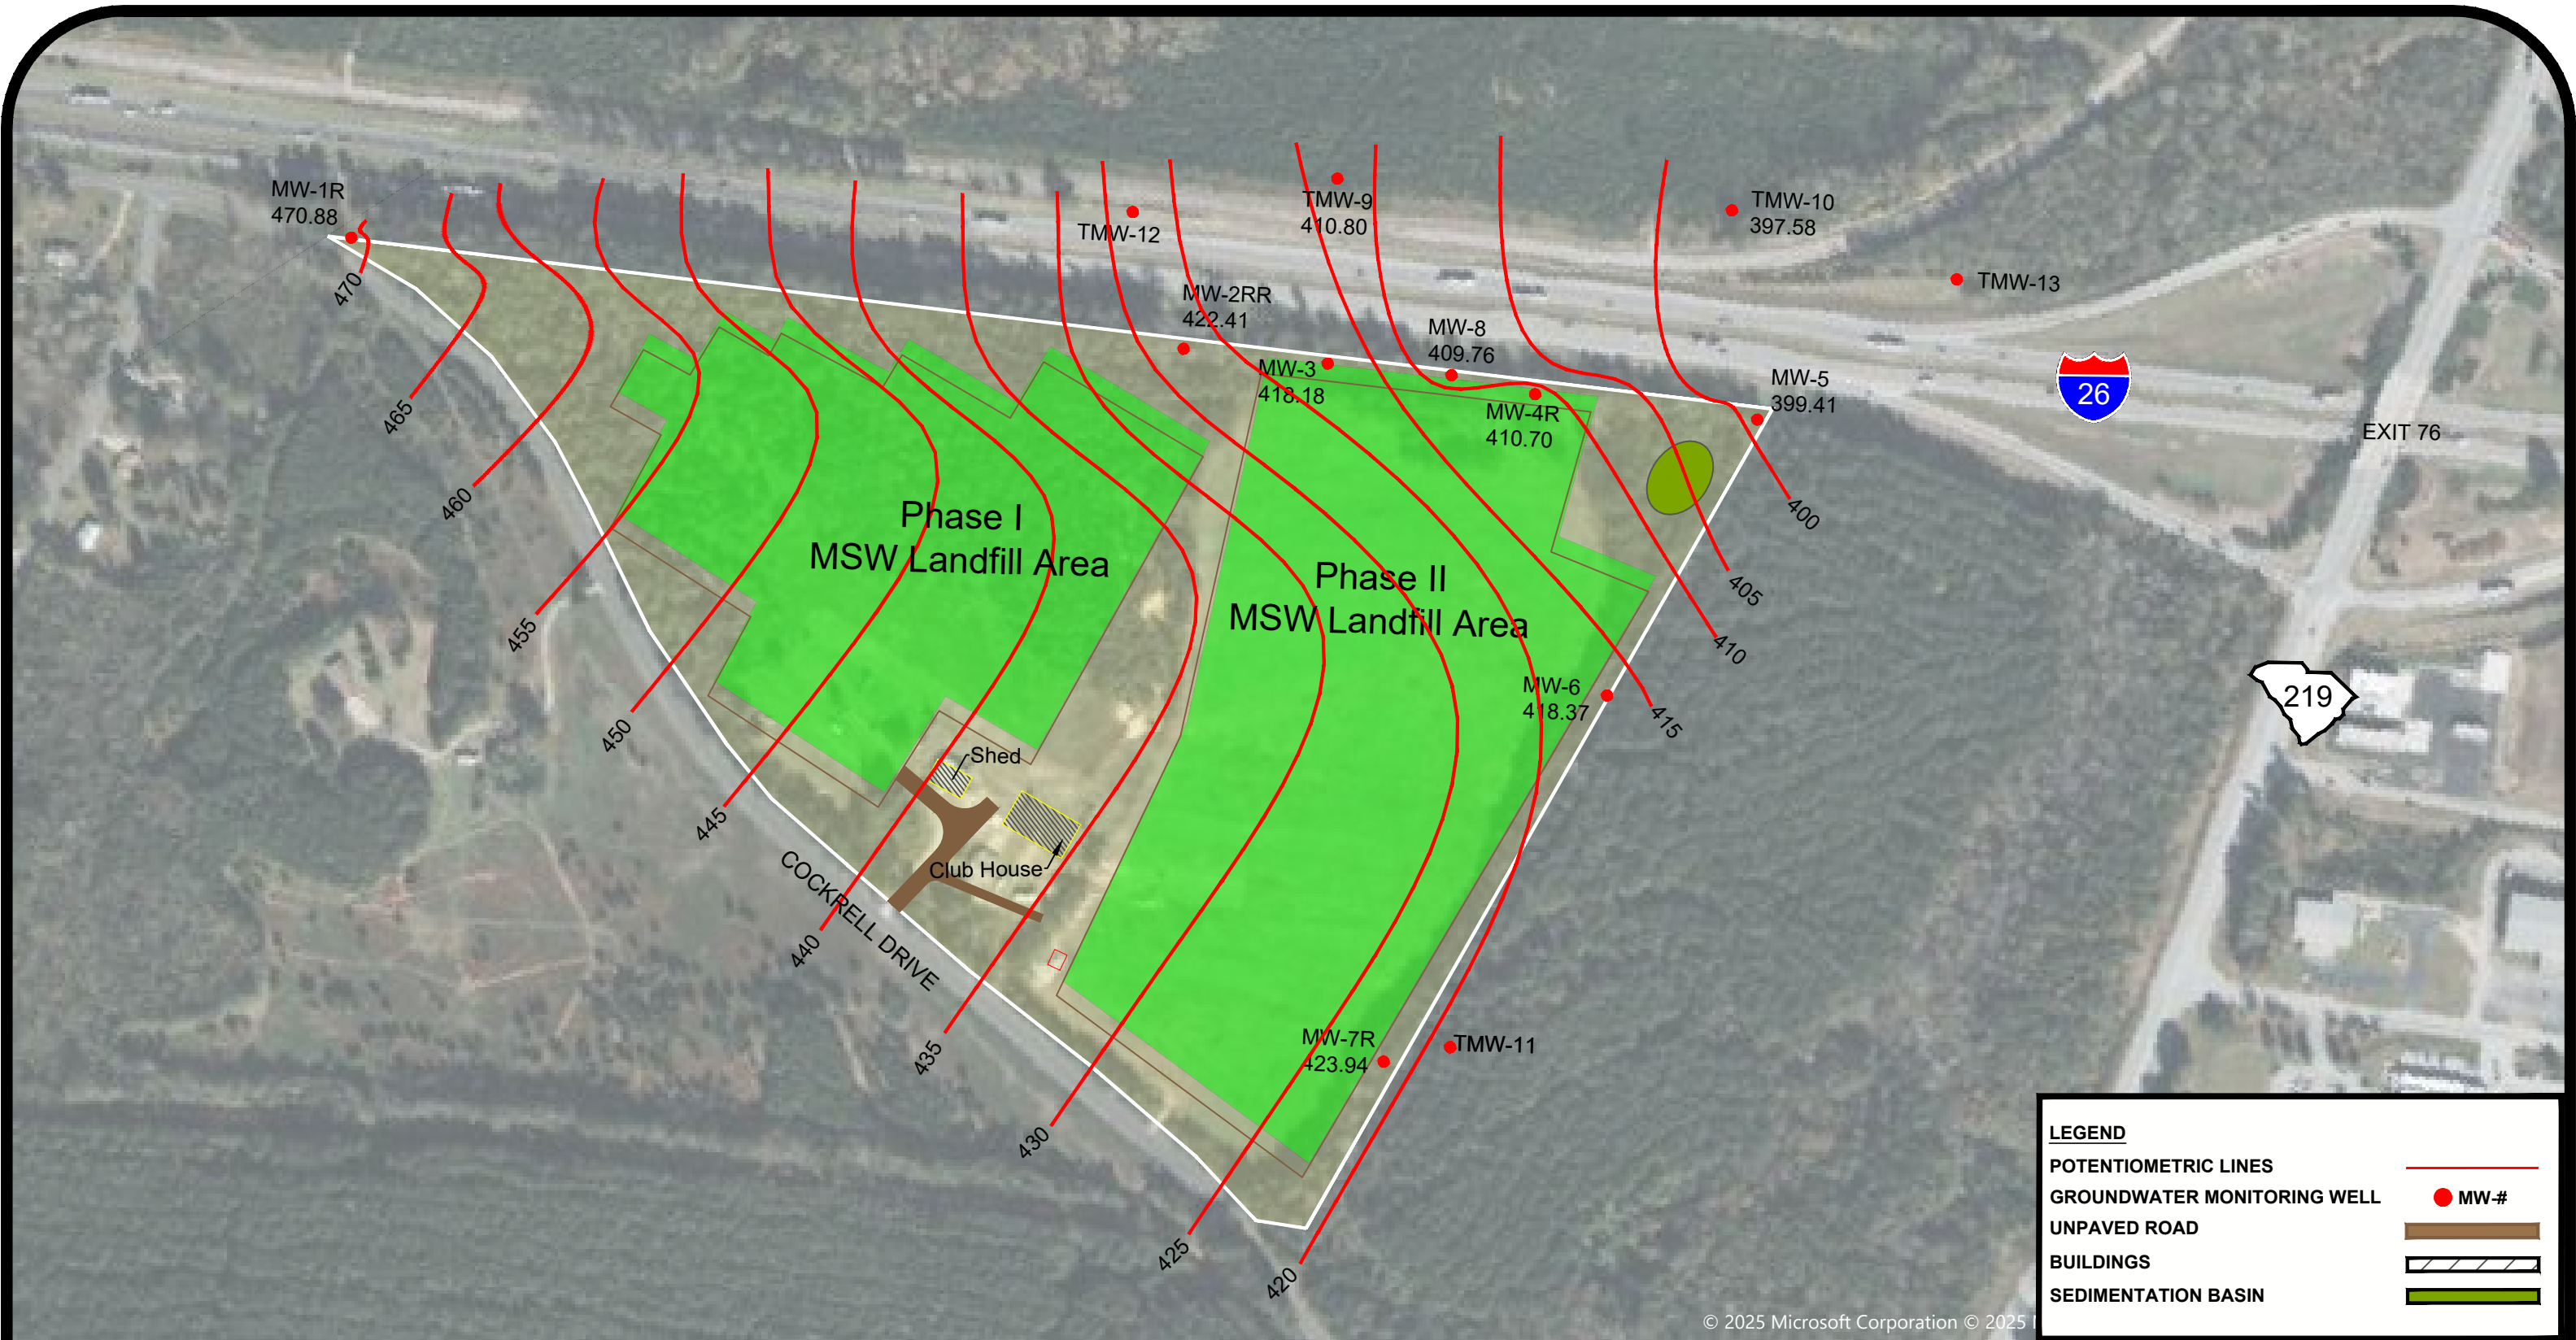 MW-1R
470.88
TMW-9
410.80
TMW-10
397.58
TMW-12
TMW-13
MW-2RR
422.41
MW-8
409.76
MW-3
418.18
MW-4R
410.70
MW-5
399.41
26
EXIT 76
470
465
460
455
450
445
440
435
430
425
420
415
410
405
400
Phase I
MSW Landfill Area
Phase II
MSW Landfill Area
MW-6
418.37
219
Shed
Club House
COCKRELL DRIVE
MW-7R
423.94
TMW-11
LEGEND
POTENTIOMETRIC LINES
GROUNDWATER MONITORING WELL
MW-#
UNPAVED ROAD
BUILDINGS
SEDIMENTATION BASIN
© 2025 Microsoft Corporation © 2025